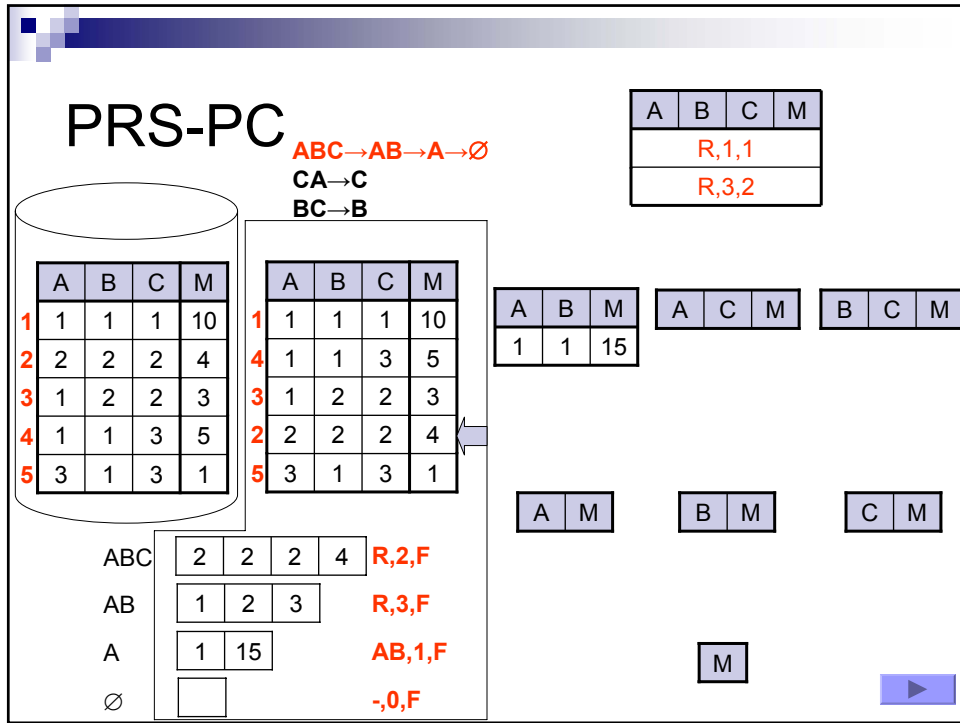 PRS-PC
ABC→AB→A→∅
CA→C
BC→B
A B C M
R,1,1
R,3,2
A B C M
1 1 1 1 10
2 2 2 2 4
3 1 2 2 3
4 1 1 3 5
5 3 1 3 1
A B C M
1 1 1 1 10
4 1 1 3 5
3 1 2 2 3
2 2 2 2 4
5 3 1 3 1
A B M
1 1 15
A C M
B C M
A M
B M
C M
M
ABC 2 2 2 4 R,2,F
AB 1 2 3 R,3,F
A 1 15 AB,1,F
∅ -,0,F